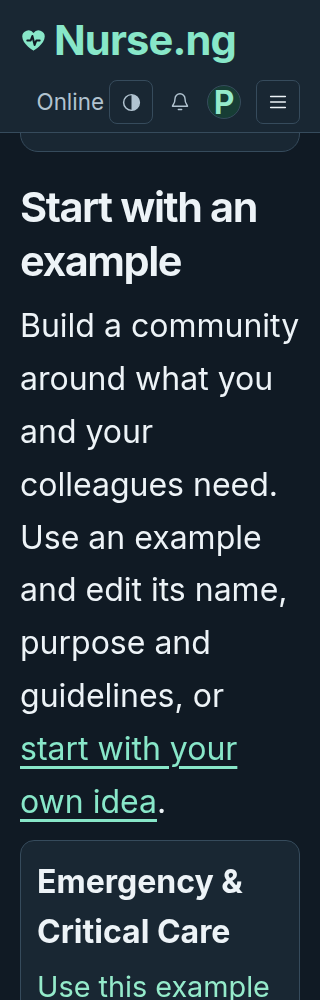 Nurse.ng
Online
P
Start with an
example
Build a community
around what you
and your
colleagues need.
Use an example
and edit its name,
purpose and
guidelines, or
start with your
own idea.
Emergency &
Critical Care
Use this example